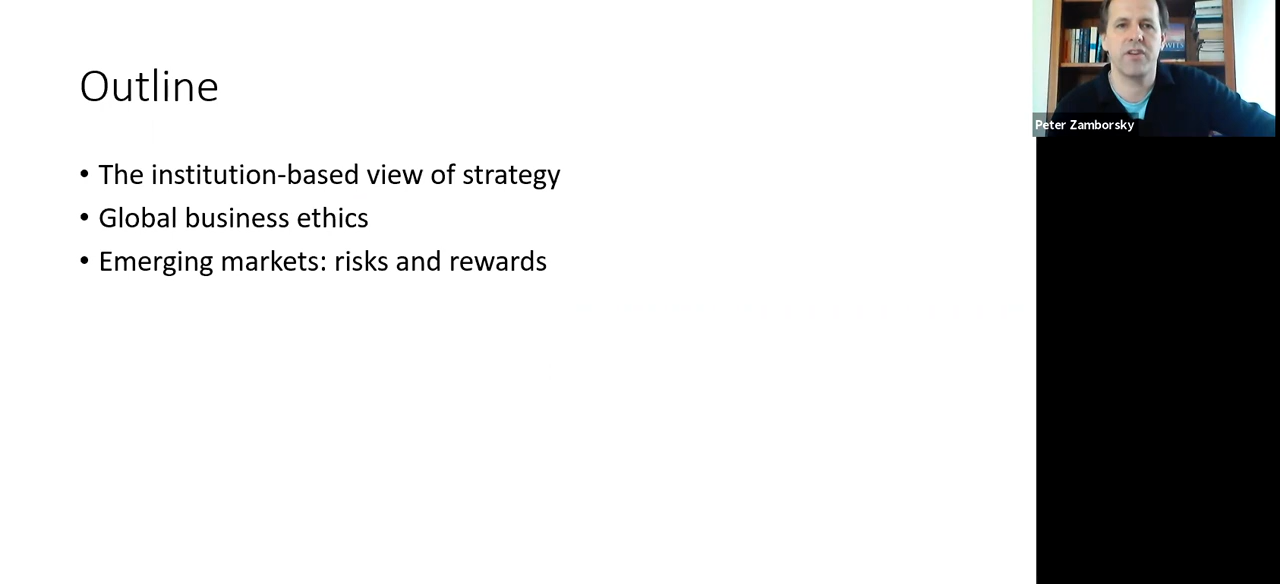 Outline
• The institution-based view of strategy
• Global business ethics
• Emerging markets: risks and rewards
Peter Zamborsky